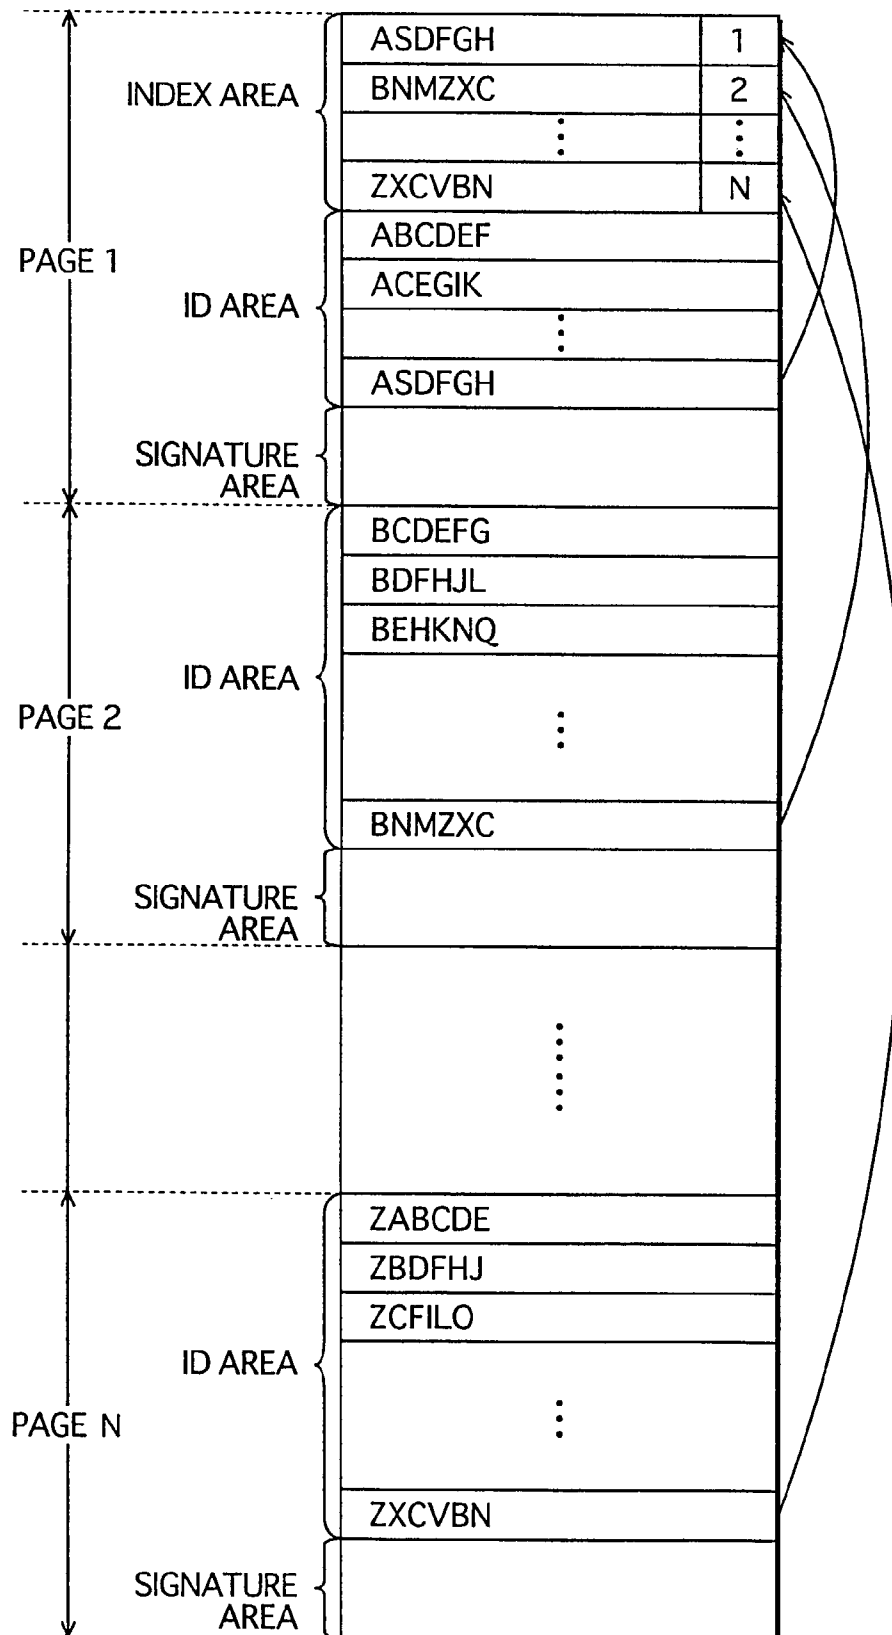 ASDFGH 1
INDEX AREA
BNMZXC 2
ZXCVBN N
ABCDEF
PAGE 1
ACEGIK
ID AREA
ASDFGH
SIGNATURE
AREA
BCDEFG
BDFHJL
BEHKNQ
ID AREA
PAGE 2
BNMZXC
SIGNATURE
AREA
ZABCDE
ZBDFHJ
ZCFILO
ID AREA
PAGE N
ZXCVBN
SIGNATURE
AREA